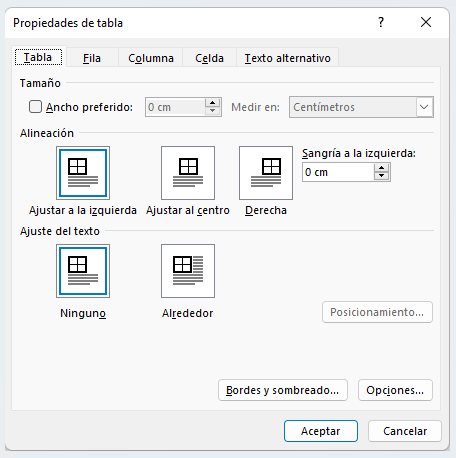 Propiedades de tabla
Tabla Fila Columna Celda Texto alternativo
Tamaño
Ancho preferido: 0 cm Medir en: Centímetros
Alineación
Sangría a la izquierda:
0 cm
Ajustar a la izquierda Ajustar al centro Derecha
Ajuste del texto
Ninguno Alrededor
Posicionamiento...
Bordes y sombreado... Opciones...
Aceptar Cancelar